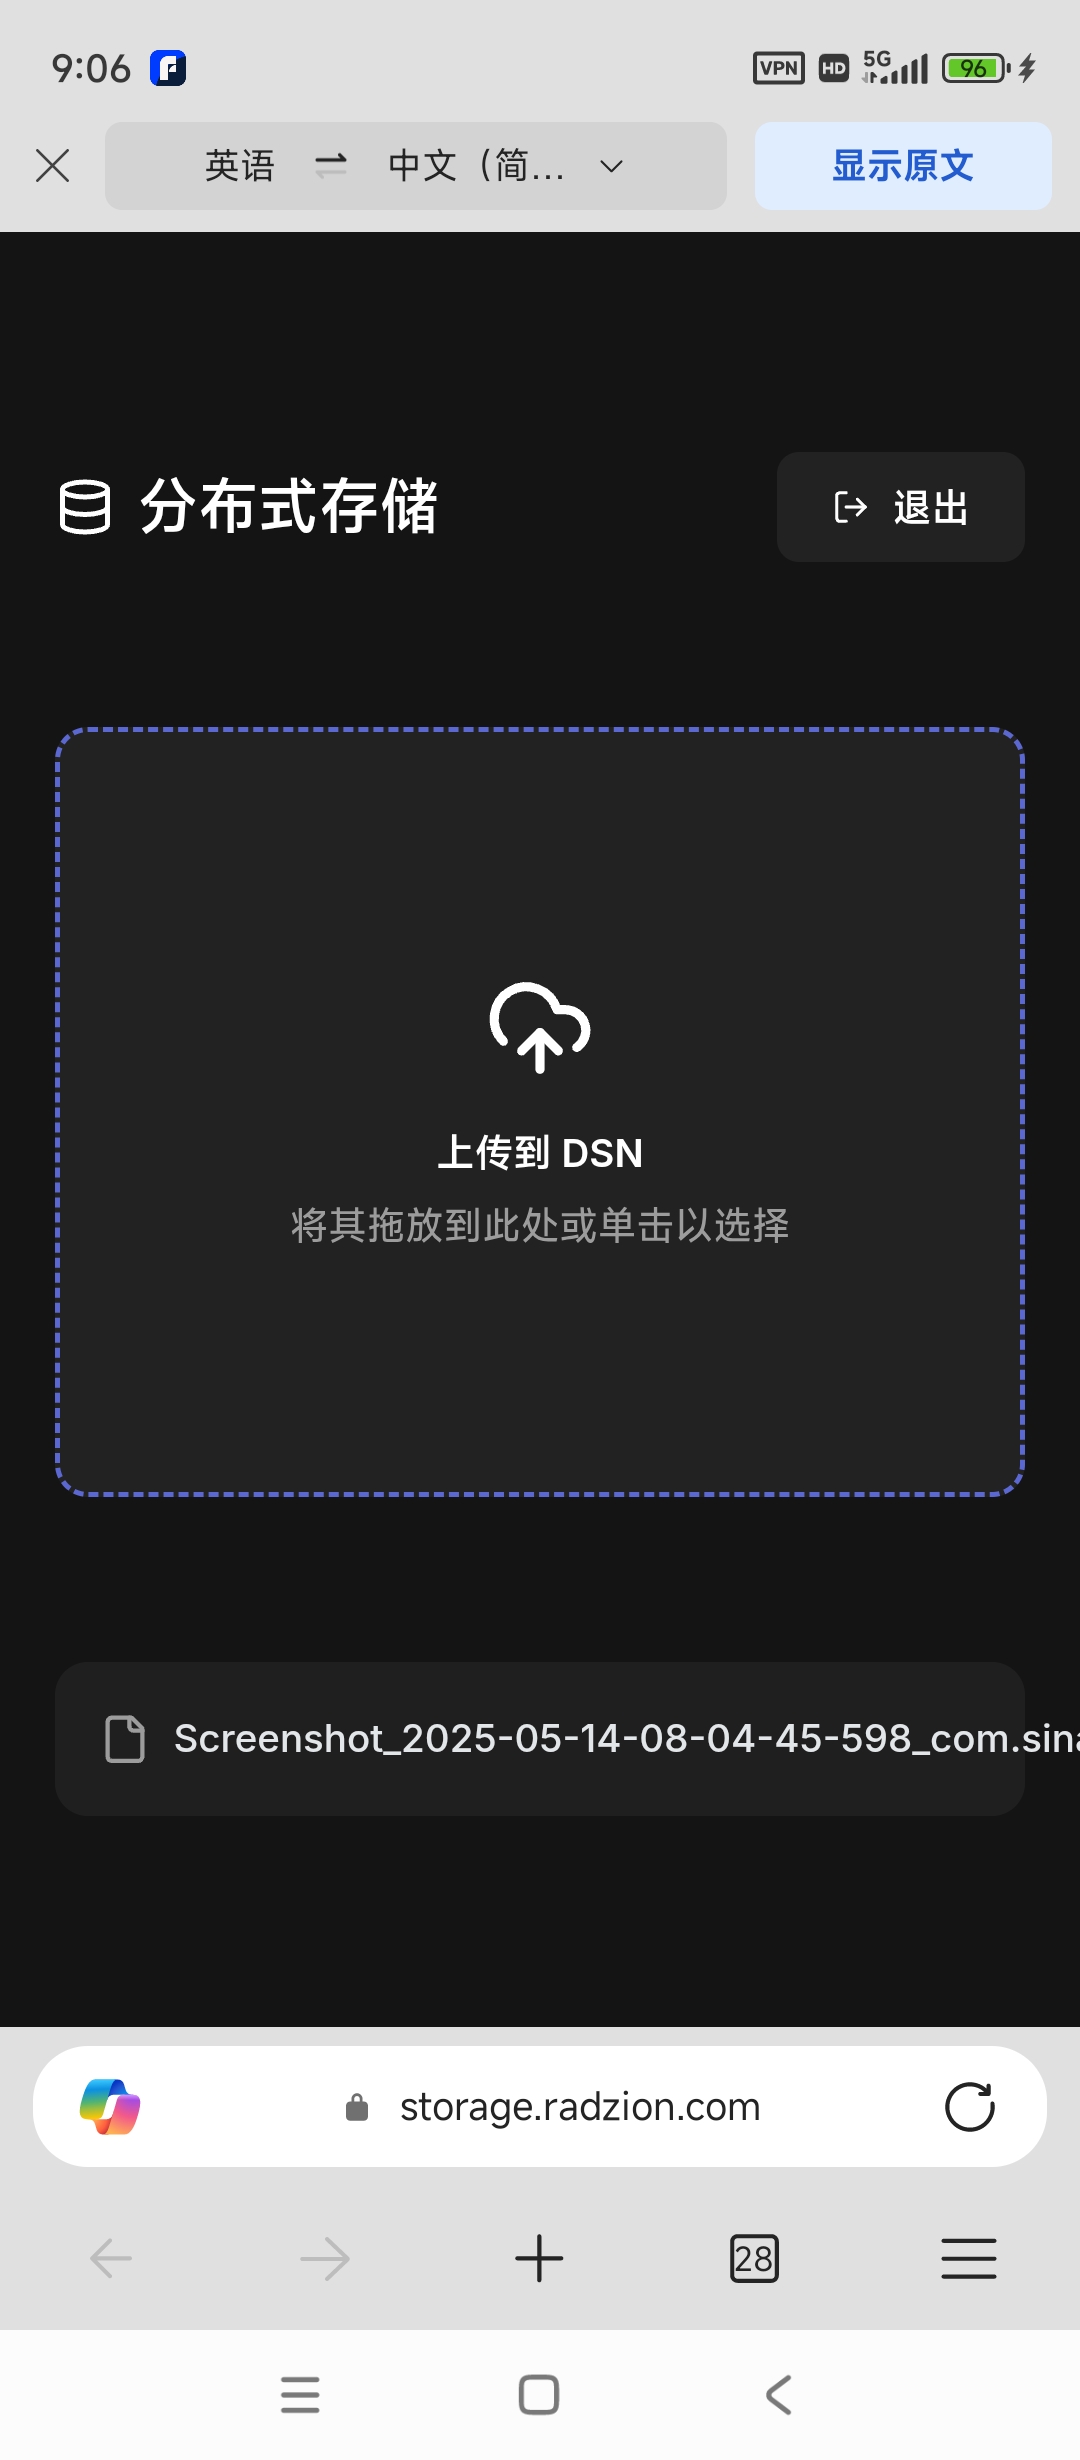 9:06
VPN HD 5G 96
英语 中文（简... 显示原文
分布式存储 退出
上传到 DSN
将其拖放到此处或单击以选择
Screenshot_2025-05-14-08-04-45-598_com.sina
storage.radzion.com
28